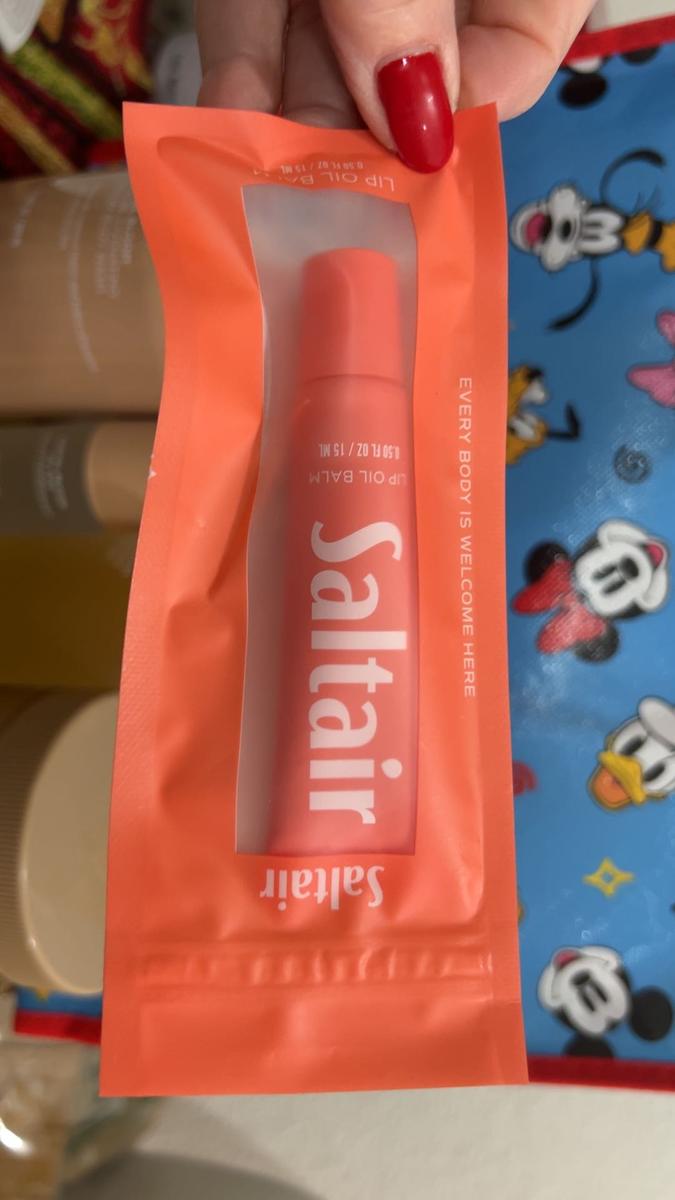 Saltair
Saltair
LIP OIL BALM
0.50 FL OZ / 15 ML
EVERY BODY IS WELCOME HERE
LIP OIL BALM
0.50 FL OZ / 15 ML